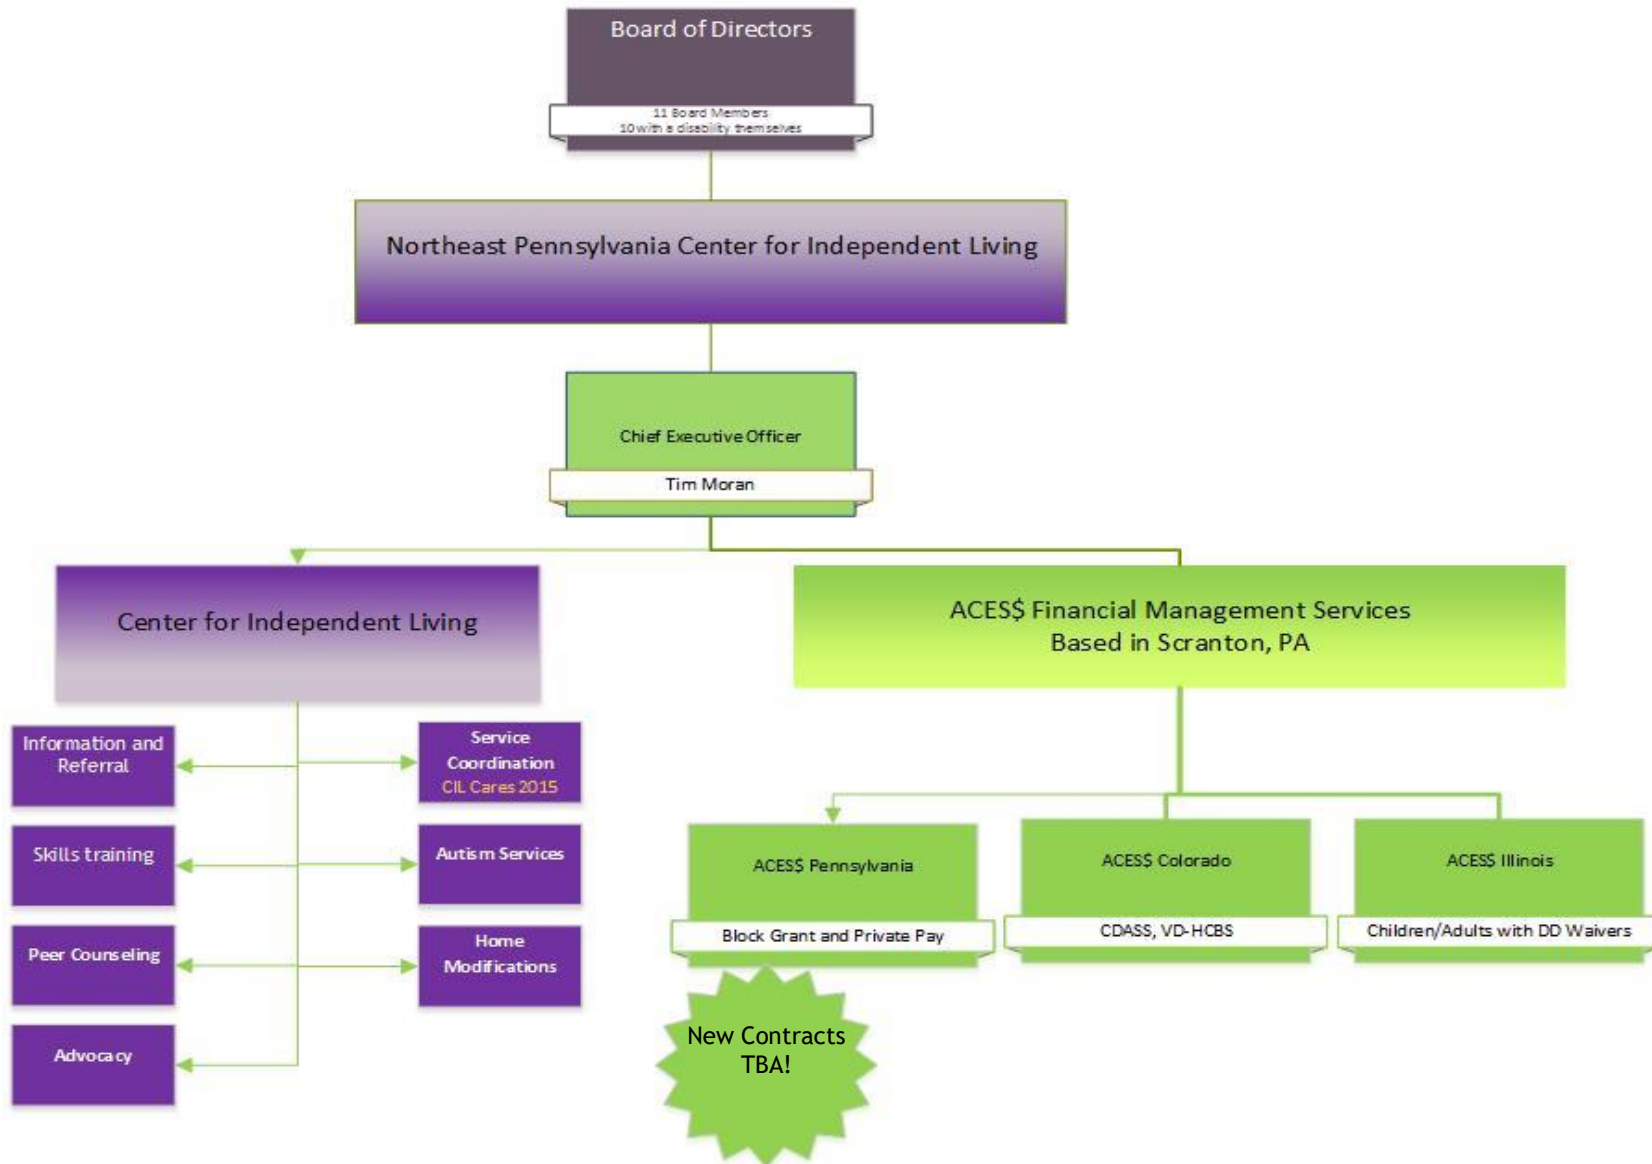 Board of Directors
11 Board Members
10 with a disability themselves
Northeast Pennsylvania Center for Independent Living
Chief Executive Officer
Tim Moran
Center for Independent Living
Information and
Referral
Skills training
Peer Counseling
Advocacy
Service
Coordination
CIL Cares 2015
Autism Services
Home
Modifications
ACES$ Financial Management Services
Based in Scranton, PA
ACES$ Pennsylvania
Block Grant and Private Pay
ACES$ Colorado
CDASS, VD-HCBS
ACES$ Illinois
Children/Adults with DD Waivers
New Contracts
TBA!